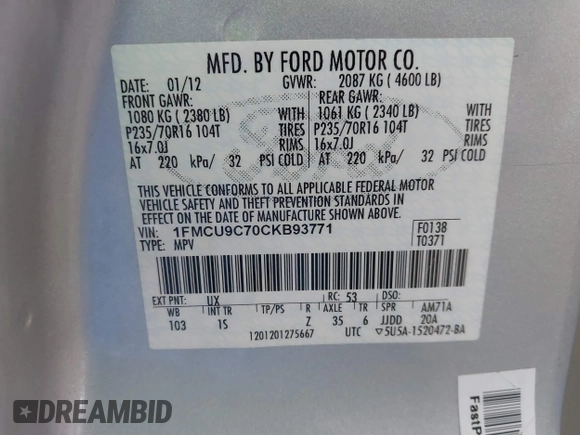 MFD. BY FORD MOTOR CO.
DATE: 01/12 GVWR: 2087 KG (4600 LB)
FRONT GAWR: REAR GAWR:
1080 KG (2380 LB) WITH 1061 KG (2340 LB) WITH
P235/70R16 104T TIRES P235/70R16 104T TIRES
16x7.0J RIMS 16x7.0J RIMS
AT 220 kPa/ 32 PSI COLD AT 220 kPa/ 32 PSI COLD
THIS VEHICLE CONFORMS TO ALL APPLICABLE FEDERAL MOTOR
VEHICLE SAFETY AND THEFT PREVENTION STANDARDS IN
EFFECT ON THE DATE OF MANUFACTURE SHOWN ABOVE.
VIN: 1FMCU9C70CKB93771 F0138
TYPE: MPV T0371
EXT PNT: UX RC: 53 DSO:
WB INT TR TP/PS R AXLE TR SPR AM71A
103 IS Z 35 6 JJDD 20A
1201201275667 UTC 5U5A-1520472-BA
Ford
FastP
DREAMBID